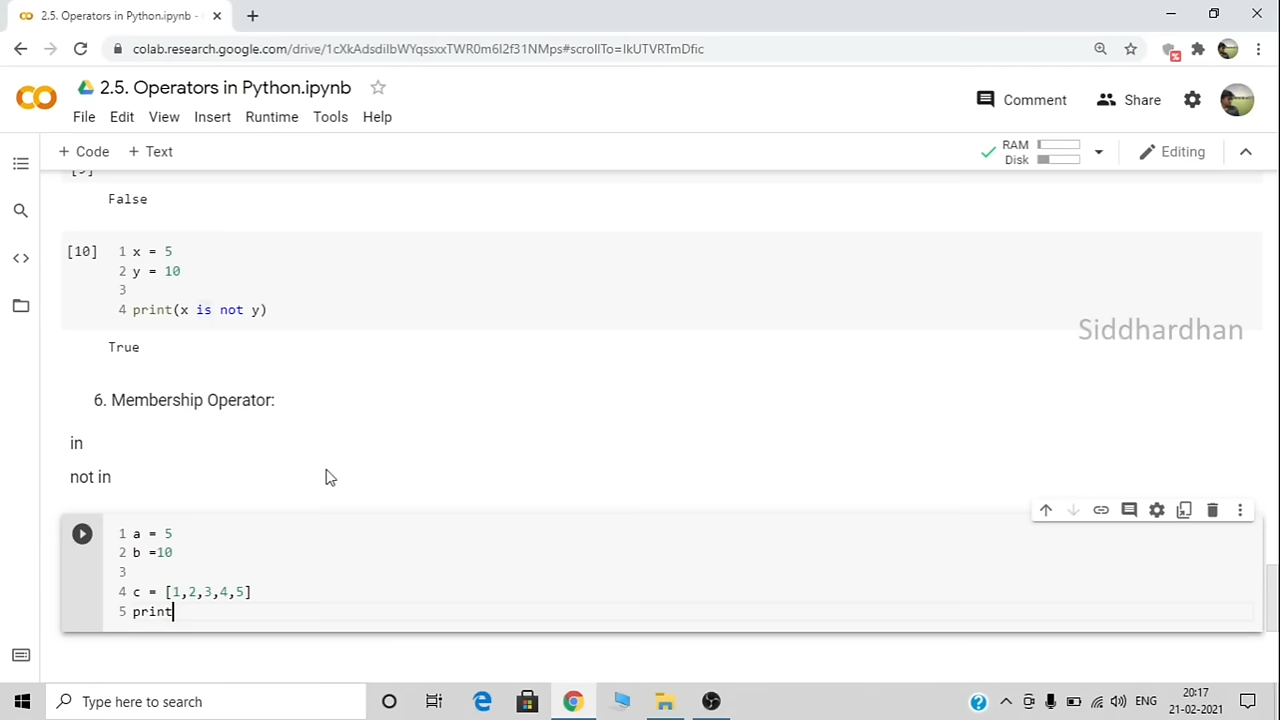 2.5. Operators in Python.ipynb -
colab.research.google.com/drive/1cXkAdsdiIbWYqssxxTWR0m6I2f31NMps#scrollTo=IkUTVRTmDfic
2.5. Operators in Python.ipynb
Comment
Share
File Edit View Insert Runtime Tools Help
+ Code + Text
RAM
Disk
Editing
False
[10]
1 x = 5
2 y = 10
3
4 print(x is not y)
Siddhardhan
True
6. Membership Operator:
in
not in
1 a = 5
2 b =10
3
4 c = [1,2,3,4,5]
5 print
Type here to search
ENG
20:17
21-02-2021